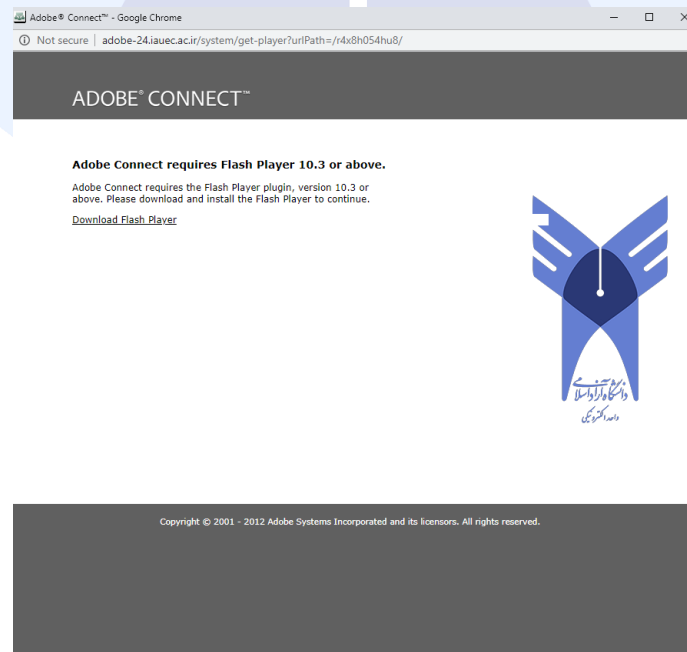 Adobe® Connect™ - Google Chrome
Not secure | adobe-24.iauec.ac.ir/system/get-player?urlPath=/r4x8h054hu8/
ADOBE® CONNECT™
Adobe Connect requires Flash Player 10.3 or above.
Adobe Connect requires the Flash Player plugin, version 10.3 or
above. Please download and install the Flash Player to continue.
Download Flash Player
دانشگاه آزاد اسلامی
واحد الکترونیکی
Copyright © 2001 - 2012 Adobe Systems Incorporated and its licensors. All rights reserved.